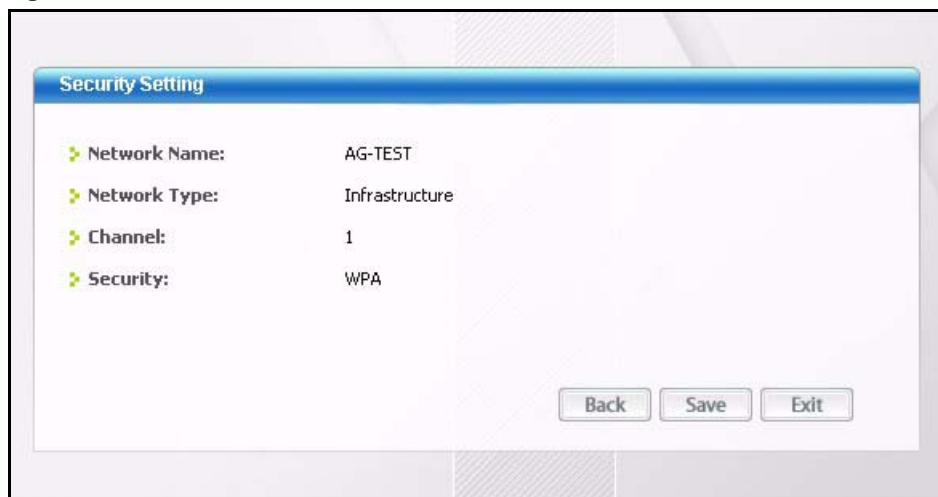 Security Setting
Network Name: AG-TEST
Network Type: Infrastructure
Channel: 1
Security: WPA
Back Save Exit